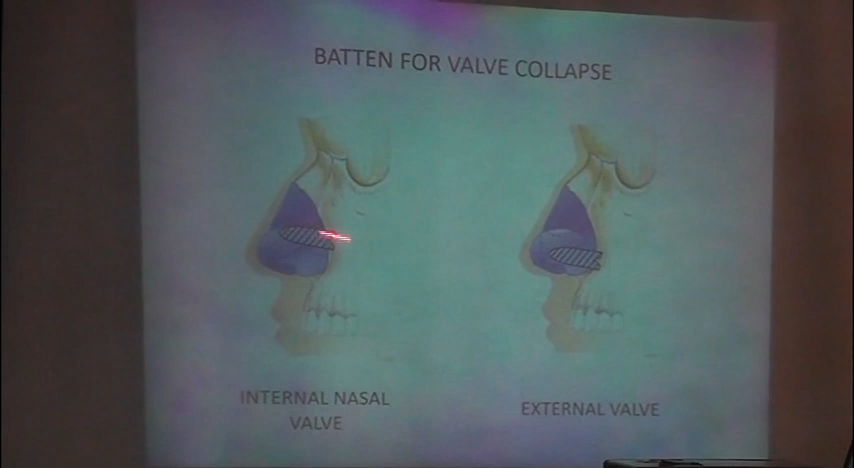 BATTEN FOR VALVE COLLAPSE
INTERNAL NASAL
VALVE
EXTERNAL VALVE